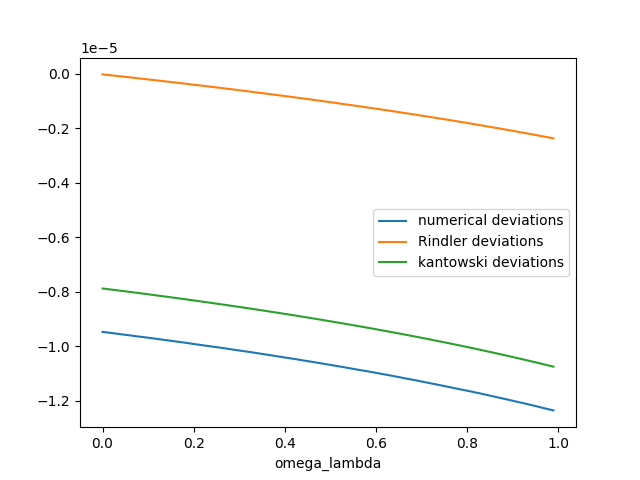 1e−5
0.0
−0.2
−0.4
−0.6
−0.8
−1.0
−1.2
numerical deviations
Rindler deviations
kantowski deviations
0.0 0.2 0.4 0.6 0.8 1.0
omega_lambda